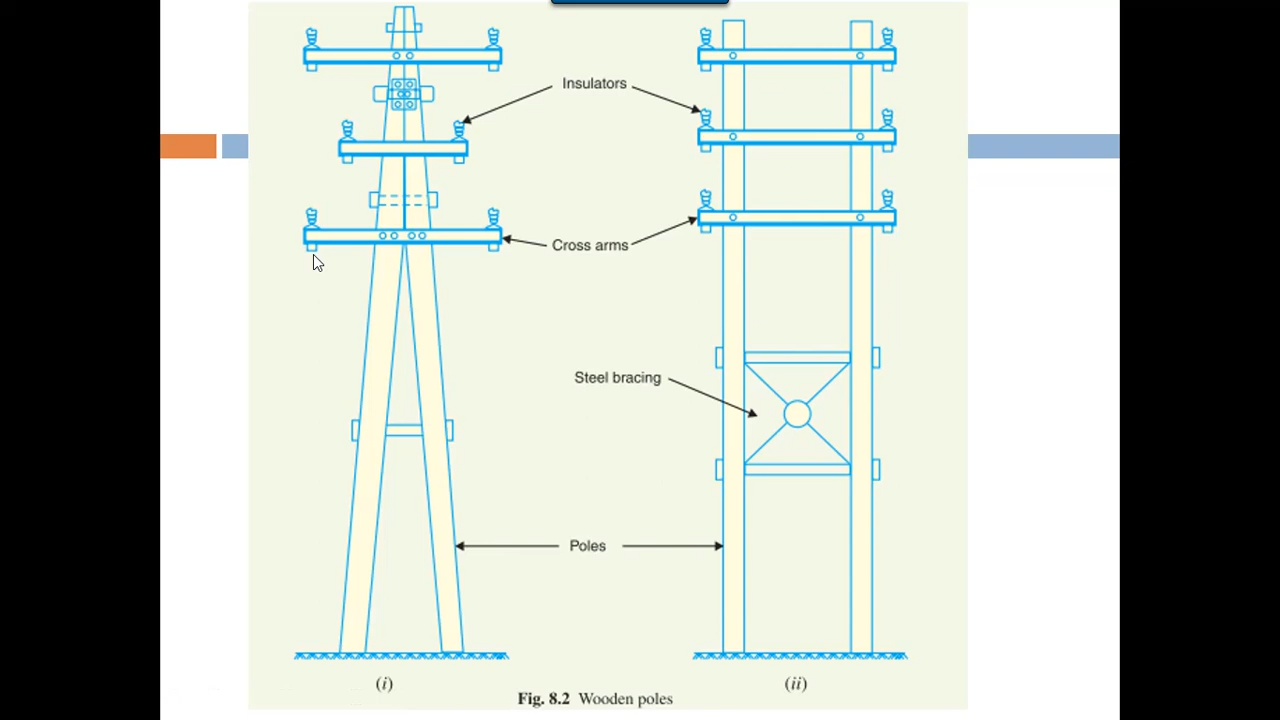 Insulators
Cross arms
Steel bracing
Poles
(i)
(ii)
Fig. 8.2 Wooden poles